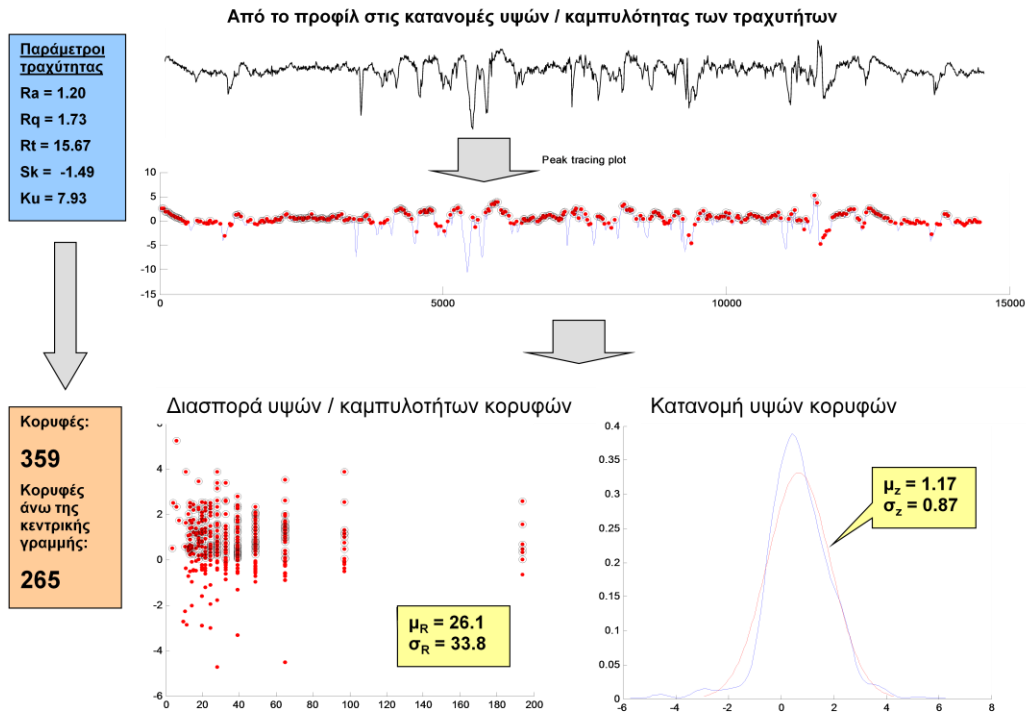 Από το προφίλ στις κατανομές υψών / καμπυλότητας των τραχυτήτων
Παράμετροι
τραχύτητας
Ra = 1.20
Rq = 1.73
Rt = 15.67
Sk = -1.49
Ku = 7.93
Peak tracing plot
10
5
0
-5
-10
-15
0
5000
10000
15000
Κορυφές:
359
Κορυφές
άνω της
κεντρικής
γραμμής:
265
Διασπορά υψών / καμπυλοτήτων κορυφών
4
2
0
-2
-4
-6
0
20
40
60
80
100
120
140
160
180
200
μR = 26.1
σR = 33.8
Κατανομή υψών κορυφών
0.4
0.35
0.3
0.25
0.2
0.15
0.1
0.05
0
-6
-4
-2
0
2
4
6
8
μz = 1.17
σz = 0.87